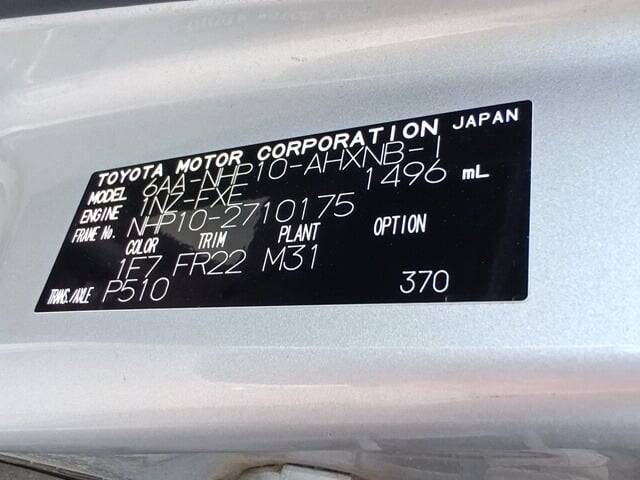 TOYOTA MOTOR CORPORATION JAPAN
MODEL 6AA-NHP10-AHXNB-1
ENGINE 1NZ-FXE 1496 mL
FRAME No. NHP10-2710175
COLOR TRIM PLANT OPTION
1F7 FR22 M31
TRANS./AXLE P510 370